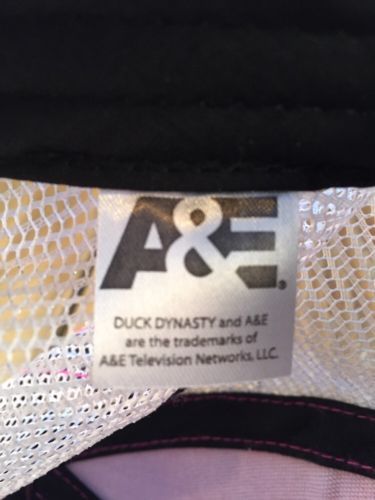 A&E.
DUCK DYNASTY and A&E
are the trademarks of
A&E Television Networks, LLC.